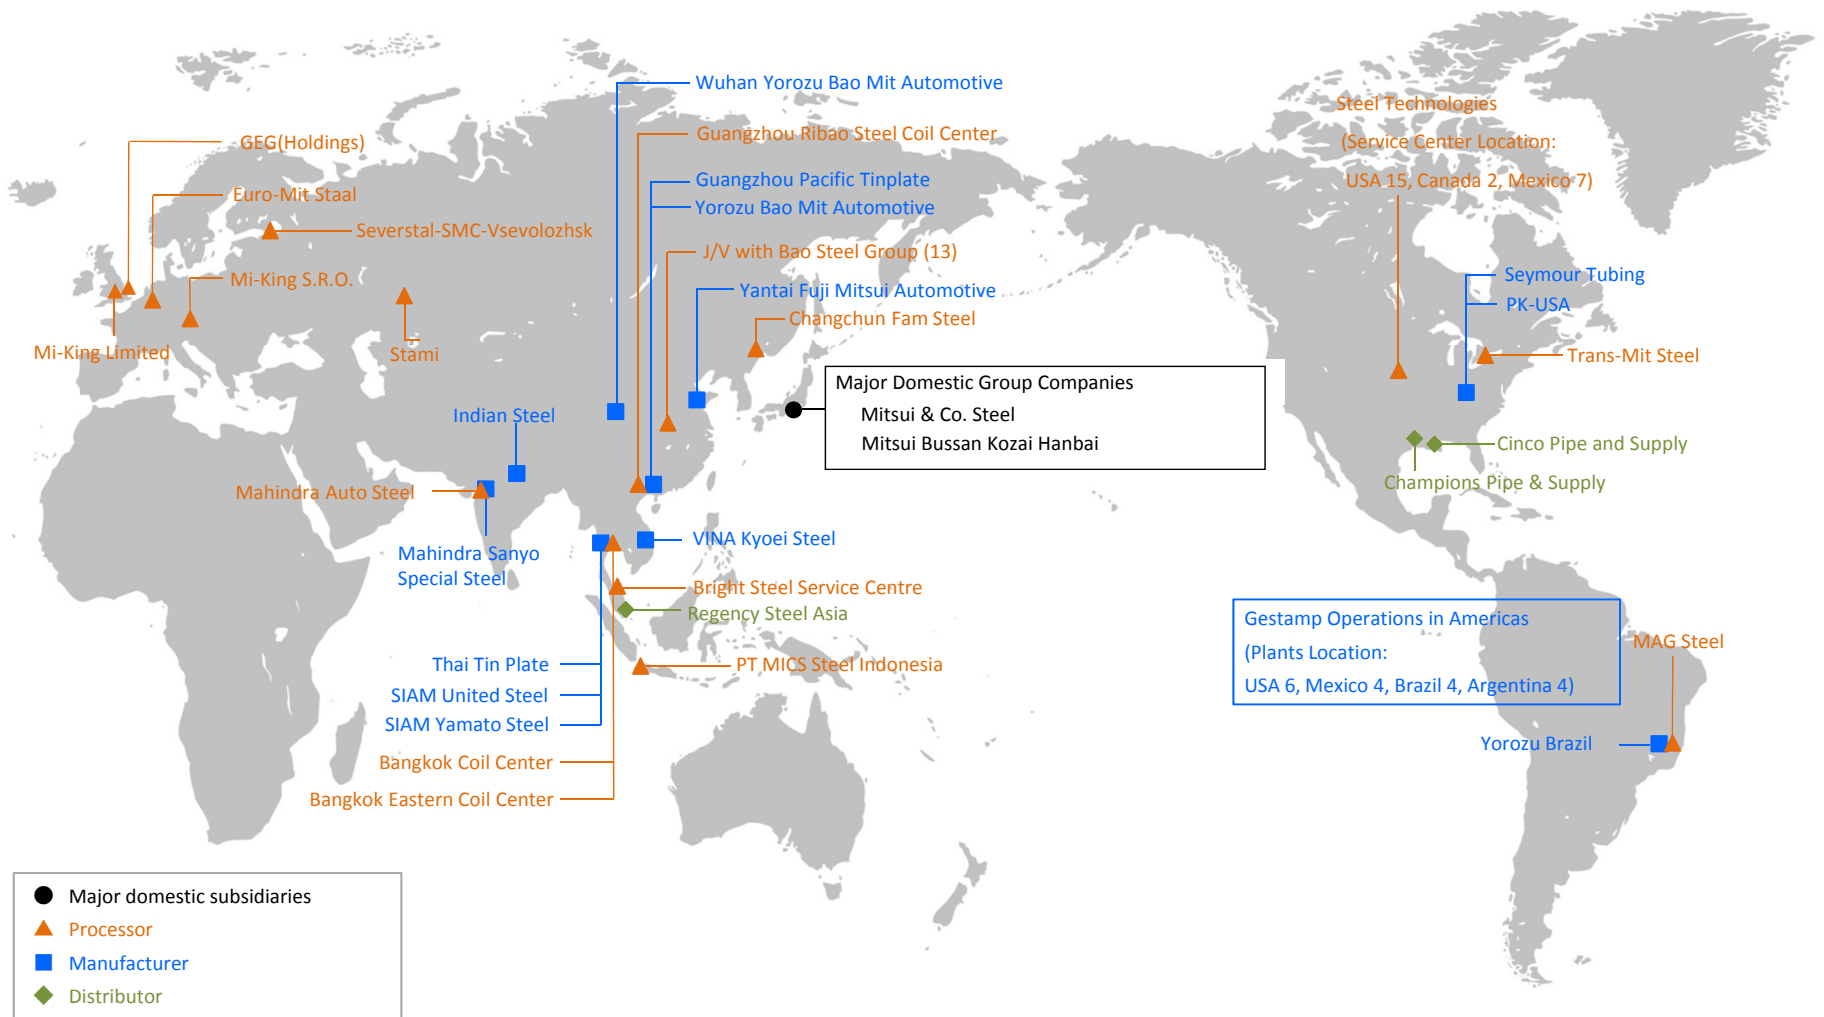 Wuhan Yorozu Bao Mit Automotive
Steel Technologies
(Service Center Location:
USA 15, Canada 2, Mexico 7)
Guangzhou Ribao Steel Coil Center
GEG(Holdings)
Guangzhou Pacific Tinplate
Euro-Mit Staal
Yorozu Bao Mit Automotive
Severstal-SMC-Vsevolozhsk
J/V with Bao Steel Group (13)
Mi-King S.R.O.
Seymour Tubing
Yantai Fuji Mitsui Automotive
PK-USA
Changchun Fam Steel
Mi-King Limited
Stami
Trans-Mit Steel
Major Domestic Group Companies
Mitsui & Co. Steel
Mitsui Bussan Kozai Hanbai
Indian Steel
Cinco Pipe and Supply
Champions Pipe & Supply
Mahindra Auto Steel
Mahindra Sanyo
Special Steel
VINA Kyoei Steel
Bright Steel Service Centre
Regency Steel Asia
Gestamp Operations in Americas
(Plants Location:
USA 6, Mexico 4, Brazil 4, Argentina 4)
MAG Steel
Thai Tin Plate
PT MICS Steel Indonesia
SIAM United Steel
SIAM Yamato Steel
Yorozu Brazil
Bangkok Coil Center
Bangkok Eastern Coil Center
Major domestic subsidiaries
Processor
Manufacturer
Distributor